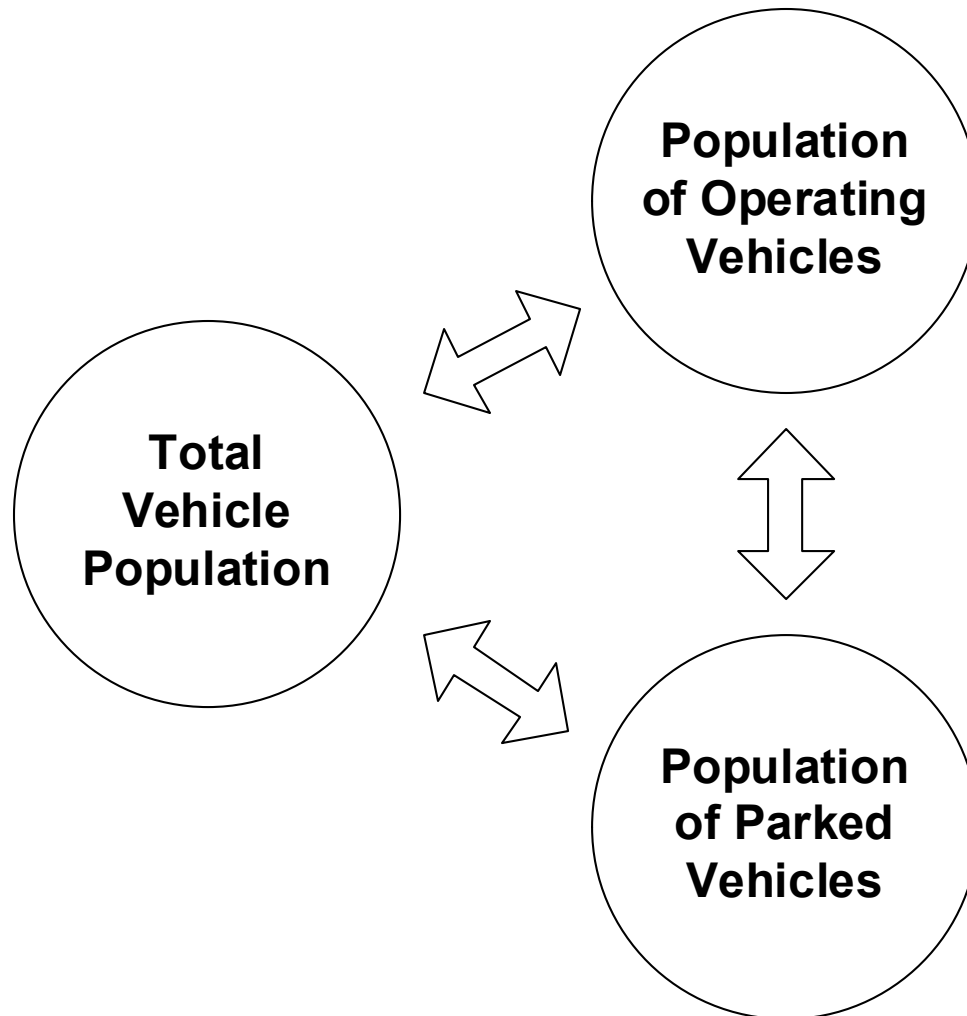 Population
of Operating
Vehicles
Total
Vehicle
Population
Population
of Parked
Vehicles